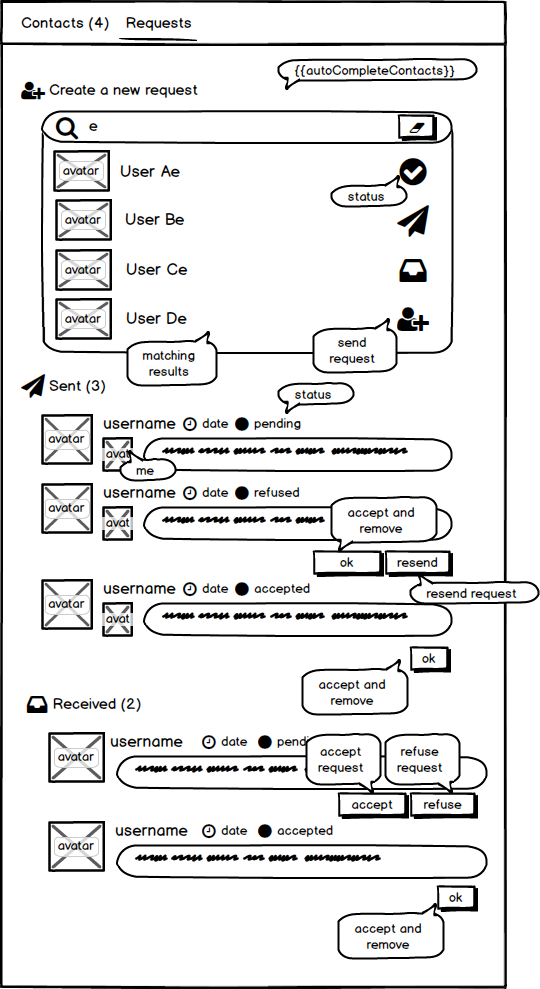 Contacts (4) Requests
{{autoCompleteContacts}}
Create a new request
e
avatar User Ae
status
avatar User Be
avatar User Ce
avatar User De
send
request
matching
results
Sent (3)
status
avatar username date pending
avat
me
avatar username date refused
avat
accept and
remove
ok resend
resend request
avatar username date accepted
avat
ok
accept and
remove
Received (2)
avatar username date pend
accept
request
refuse
request
accept refuse
avatar username date accepted
ok
accept and
remove